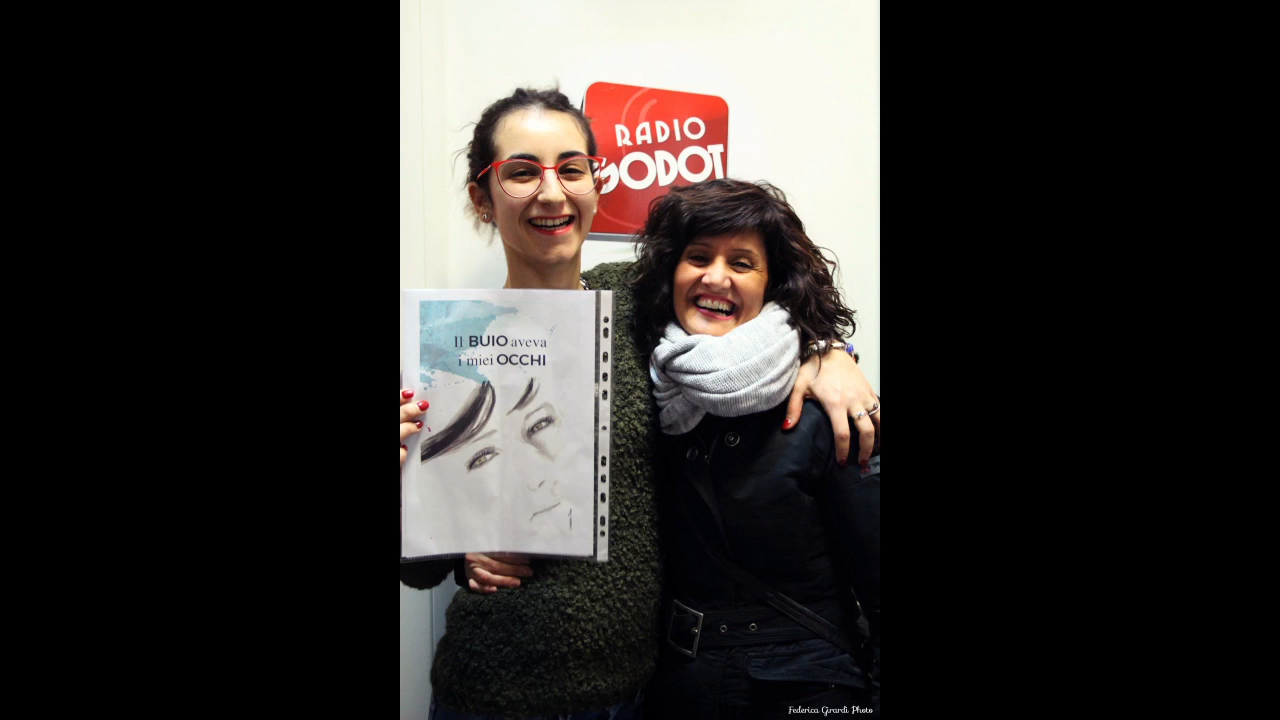 RADIO
GODOT
Il BUIO aveva
i miei OCCHI
Federica Girardi Photo